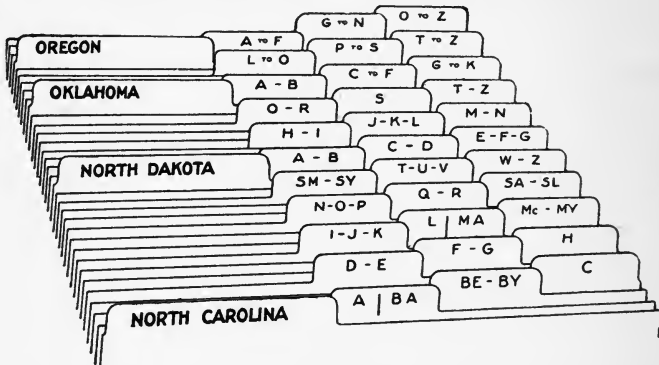 OREGON A TO F G TO N O TO Z
L TO O P TO S T TO Z
OKLAHOMA A - B C TO F G TO K
O - R S T - Z
H - I J - K - L M - N
NORTH DAKOTA A - B C - D E - F - G
SM - SY T - U - V W - Z
N - O - P Q - R SA - SL
I - J - K L | MA Mc - MY
D - E F - G H
NORTH CAROLINA A | BA BE - BY C